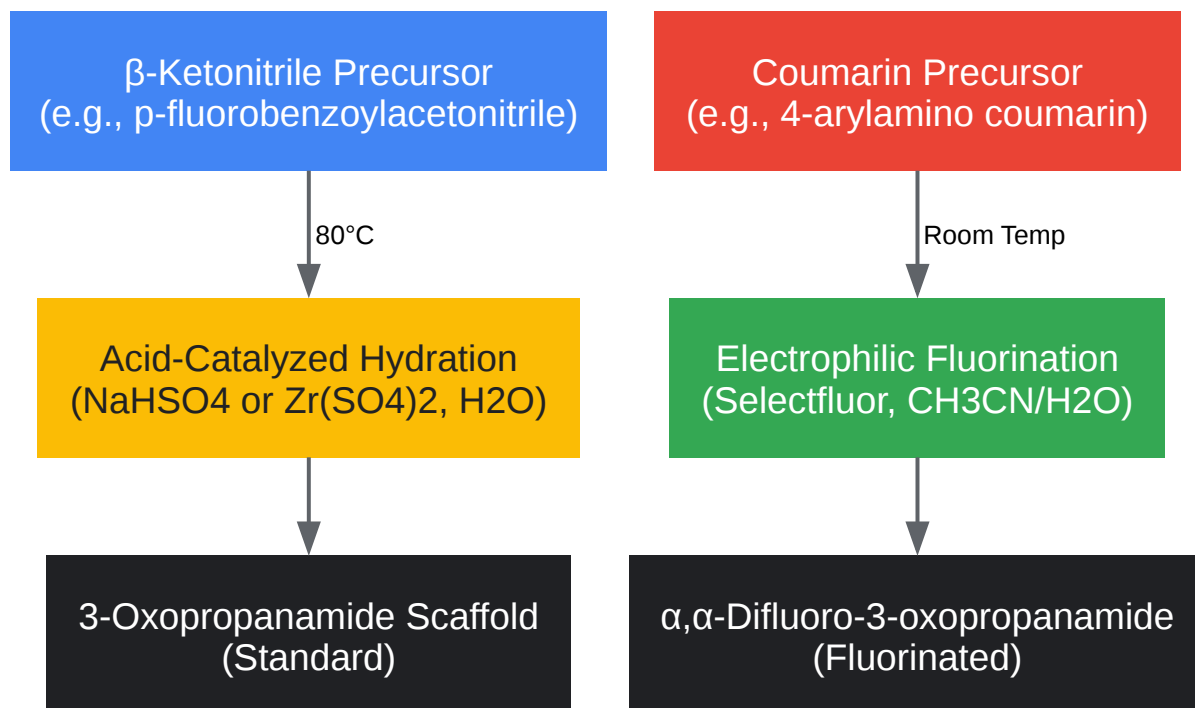 β-Ketonitrile Precursor
(e.g., p-fluorobenzoylacetonitrile)
Coumarin Precursor
(e.g., 4-arylamino coumarin)
80°C
Room Temp
Acid-Catalyzed Hydration
(NaHSO4 or Zr(SO4)2, H2O)
Electrophilic Fluorination
(Selectfluor, CH3CN/H2O)
3-Oxopropanamide Scaffold
(Standard)
α,α-Difluoro-3-oxopropanamide
(Fluorinated)